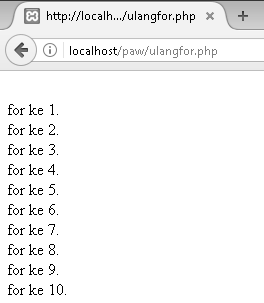 http://localh.../ulangfor.php
localhost/paw/ulangfor.php
for ke 1.
for ke 2.
for ke 3.
for ke 4.
for ke 5.
for ke 6.
for ke 7.
for ke 8.
for ke 9.
for ke 10.